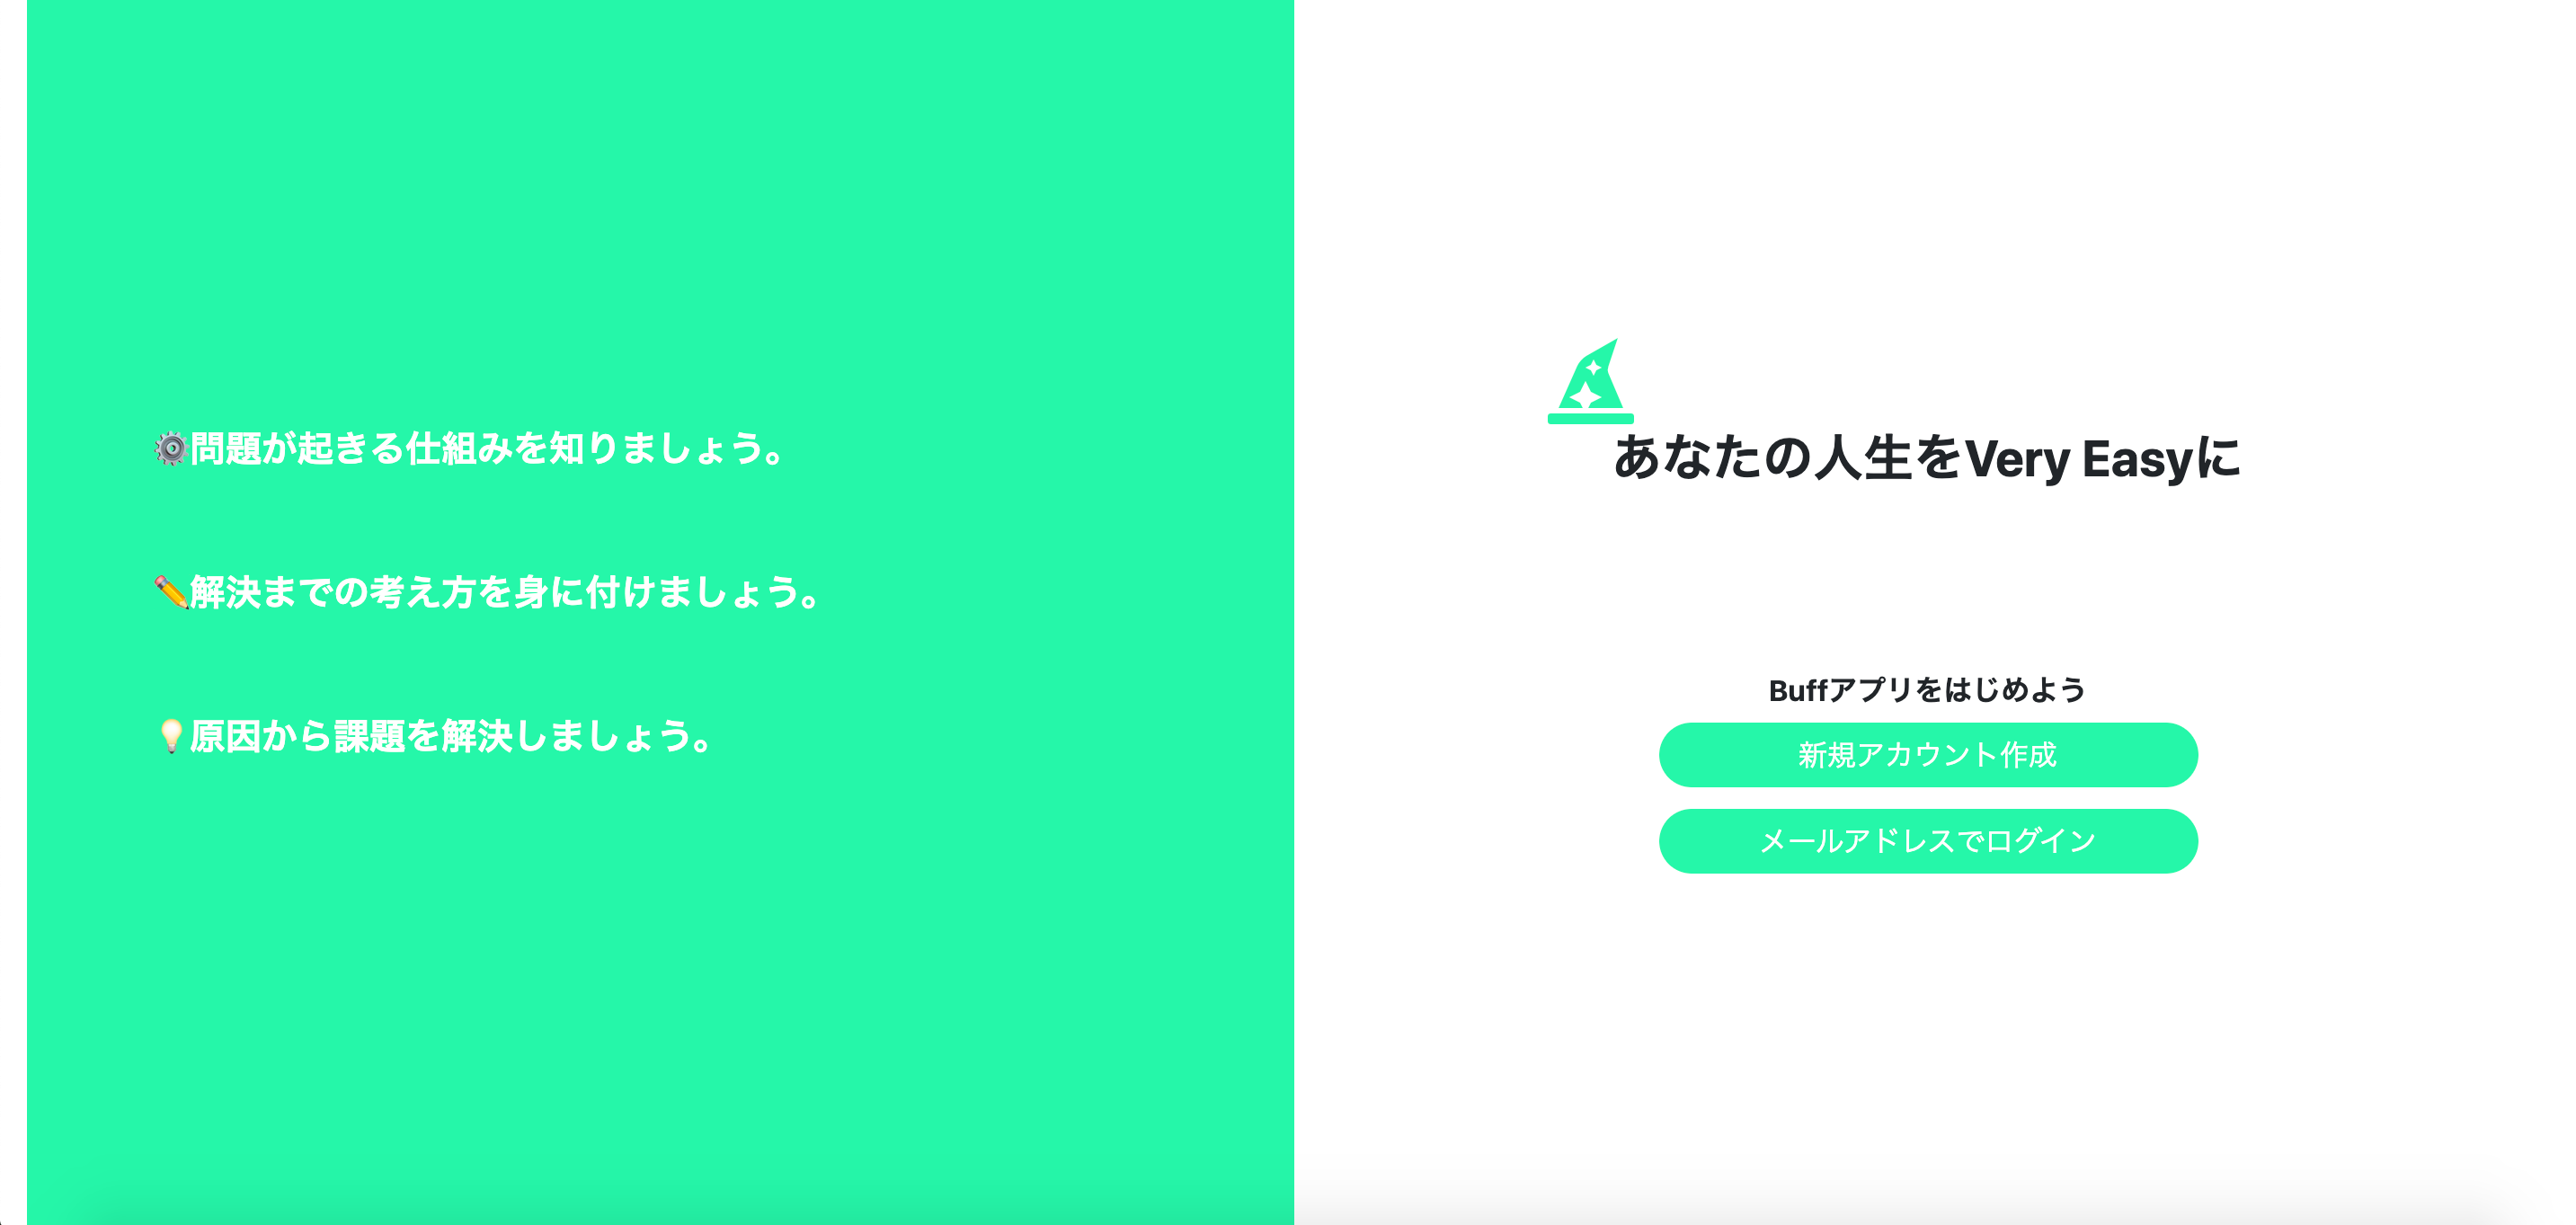 ⚙️問題が起きる仕組みを知りましょう。
✏️解決までの考え方を身に付けましょう。
💡原因から課題を解決しましょう。
あなたの人生をVery Easyに
Buffアプリをはじめよう
新規アカウント作成
メールアドレスでログイン